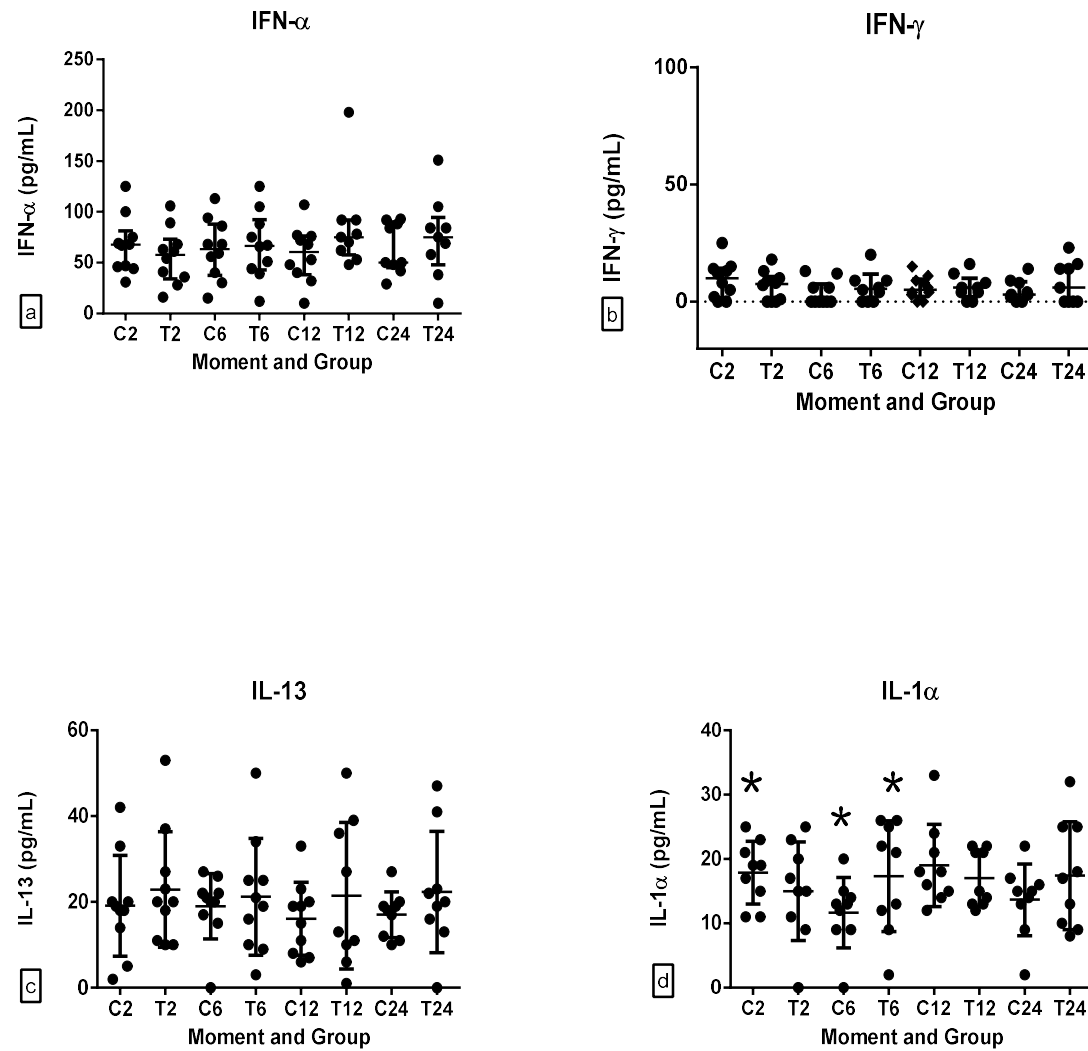 IFN-α
250
200
150
100
50
0
IFN-α (pg/mL)
C2 T2 C6 T6 C12 T12 C24 T24
Moment and Group
a
IFN-γ
100
50
0
IFN-γ (pg/mL)
C2 T2 C6 T6 C12 T12 C24 T24
Moment and Group
b
IL-13
60
40
20
0
IL-13 (pg/mL)
C2 T2 C6 T6 C12 T12 C24 T24
Moment and Group
c
IL-1α
40
30
20
10
0
IL-1α (pg/mL)
* * *
C2 T2 C6 T6 C12 T12 C24 T24
Moment and Group
d